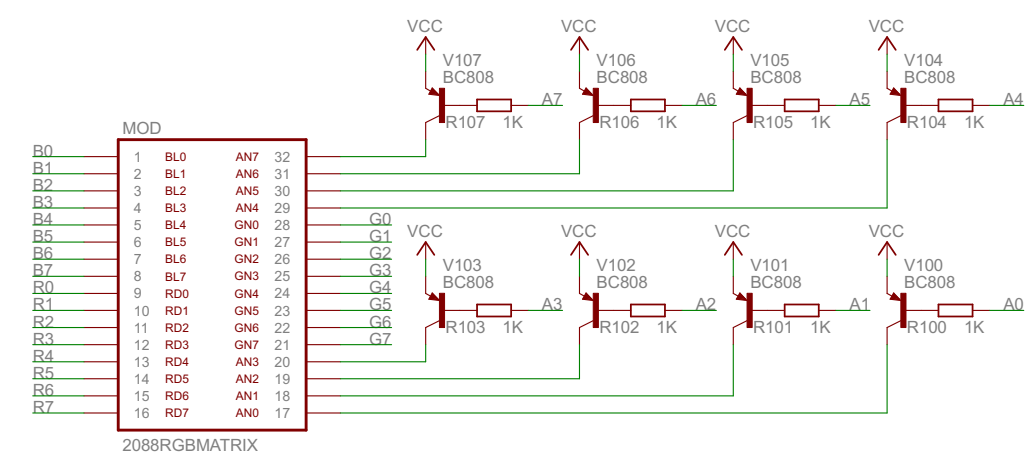 VCC VCC VCC VCC
V107 V106 V105 V104
BC808 BC808 BC808 BC808
A7 A6 A5 A4
R107 1K R106 1K R105 1K R104 1K
MOD
B0 1 BL0 AN7 32
B1 2 BL1 AN6 31
B2 3 BL2 AN5 30
B3 4 BL3 AN4 29
B4 5 BL4 GN0 28 G0
B5 6 BL5 GN1 27 G1
B6 7 BL6 GN2 26 G2
B7 8 BL7 GN3 25 G3
R0 9 RD0 GN4 24 G4
R1 10 RD1 GN5 23 G5
R2 11 RD2 GN6 22 G6
R3 12 RD3 GN7 21 G7
R4 13 RD4 AN3 20
R5 14 RD5 AN2 19
R6 15 RD6 AN1 18
R7 16 RD7 AN0 17
2088RGBMATRIX
VCC VCC VCC VCC
V103 V102 V101 V100
BC808 BC808 BC808 BC808
A3 A2 A1 A0
R103 1K R102 1K R101 1K R100 1K